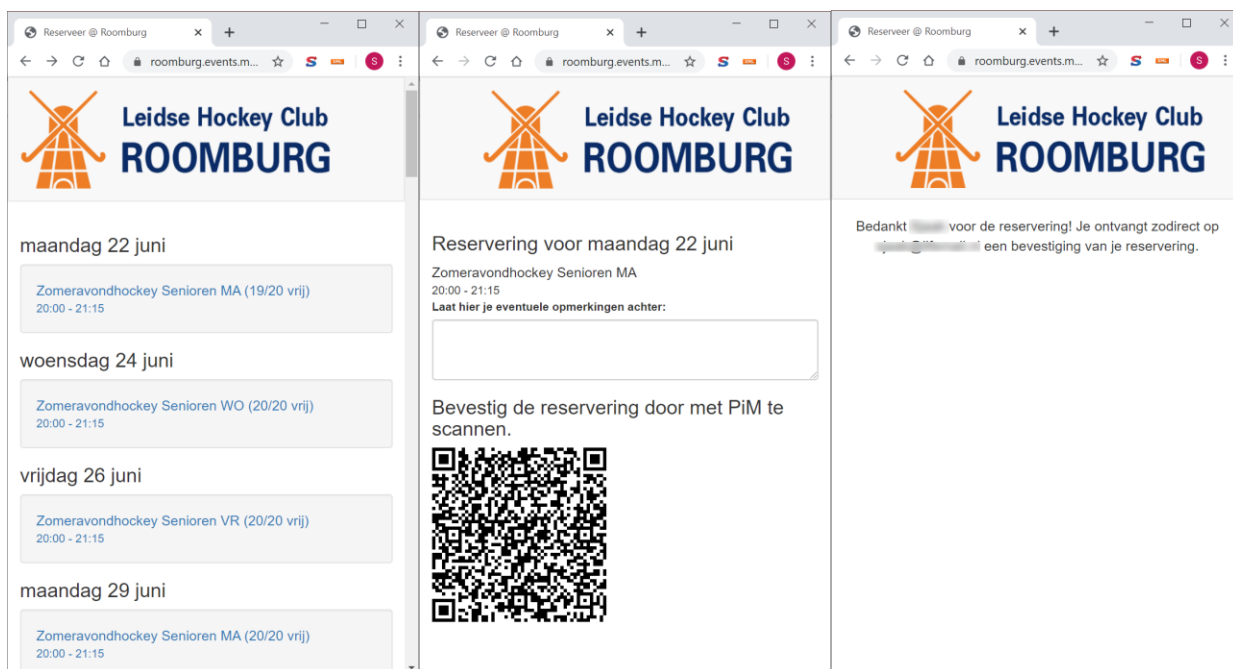 Reserveer @ Roomburg
roomburg.events.m...
S
Leidse Hockey Club
ROOMBURG
maandag 22 juni
Zomeravondhockey Senioren MA (19/20 vrij)
20:00 - 21:15
woensdag 24 juni
Zomeravondhockey Senioren WO (20/20 vrij)
20:00 - 21:15
vrijdag 26 juni
Zomeravondhockey Senioren VR (20/20 vrij)
20:00 - 21:15
maandag 29 juni
Zomeravondhockey Senioren MA (20/20 vrij)
20:00 - 21:15
Reserveer @ Roomburg
roomburg.events.m...
S
Leidse Hockey Club
ROOMBURG
Reservering voor maandag 22 juni
Zomeravondhockey Senioren MA
20:00 - 21:15
Laat hier je eventuele opmerkingen achter:
Bevestig de reservering door met PiM te
scannen.
Reserveer @ Roomburg
roomburg.events.m...
S
Leidse Hockey Club
ROOMBURG
Bedankt voor de reservering! Je ontvangt zodirect op
een bevestiging van je reservering.